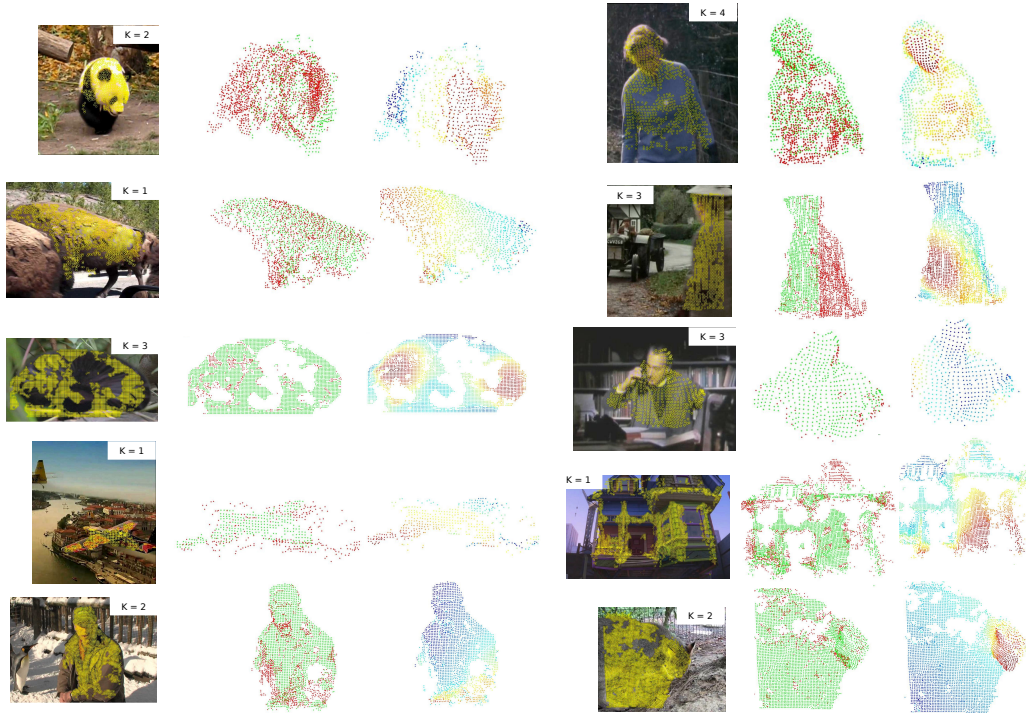 K = 2
K = 1
K = 3
K = 1
K = 2
K = 4
K = 3
K = 3
K = 1
K = 2